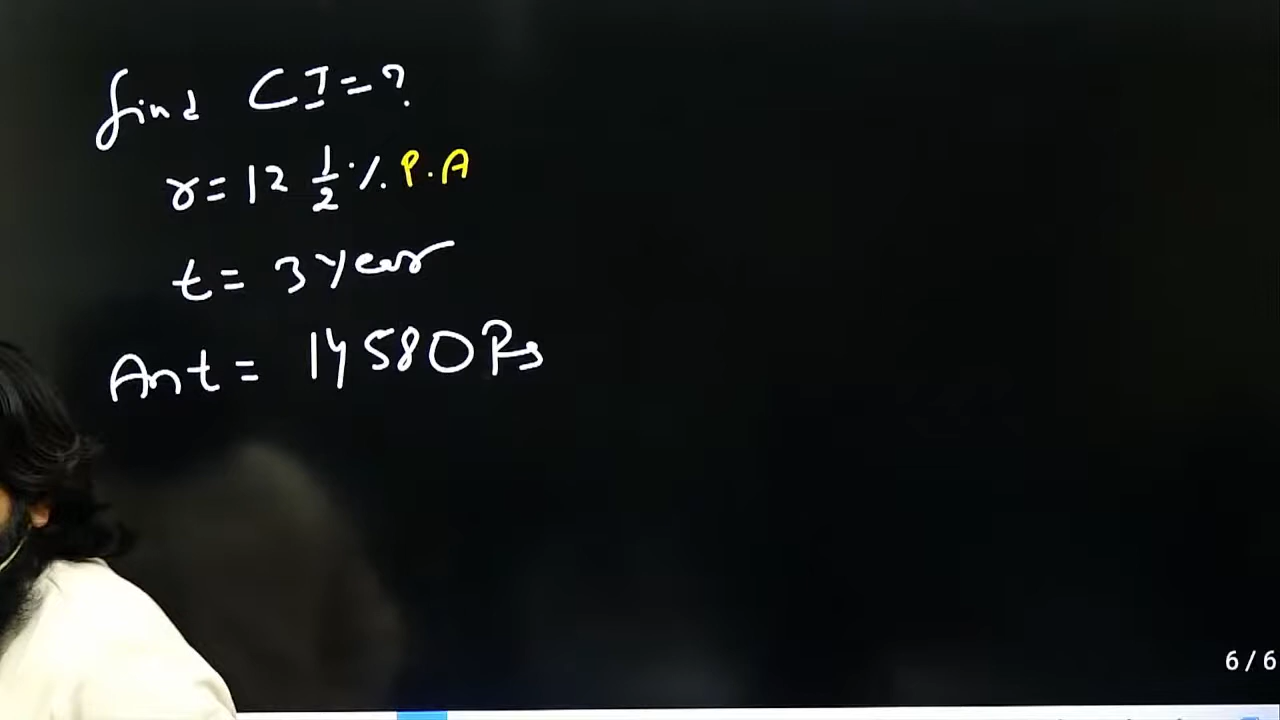 find CI=?
r=12 1/2 % P.A
t= 3 year
Amt= 14580 Rs
6 / 6